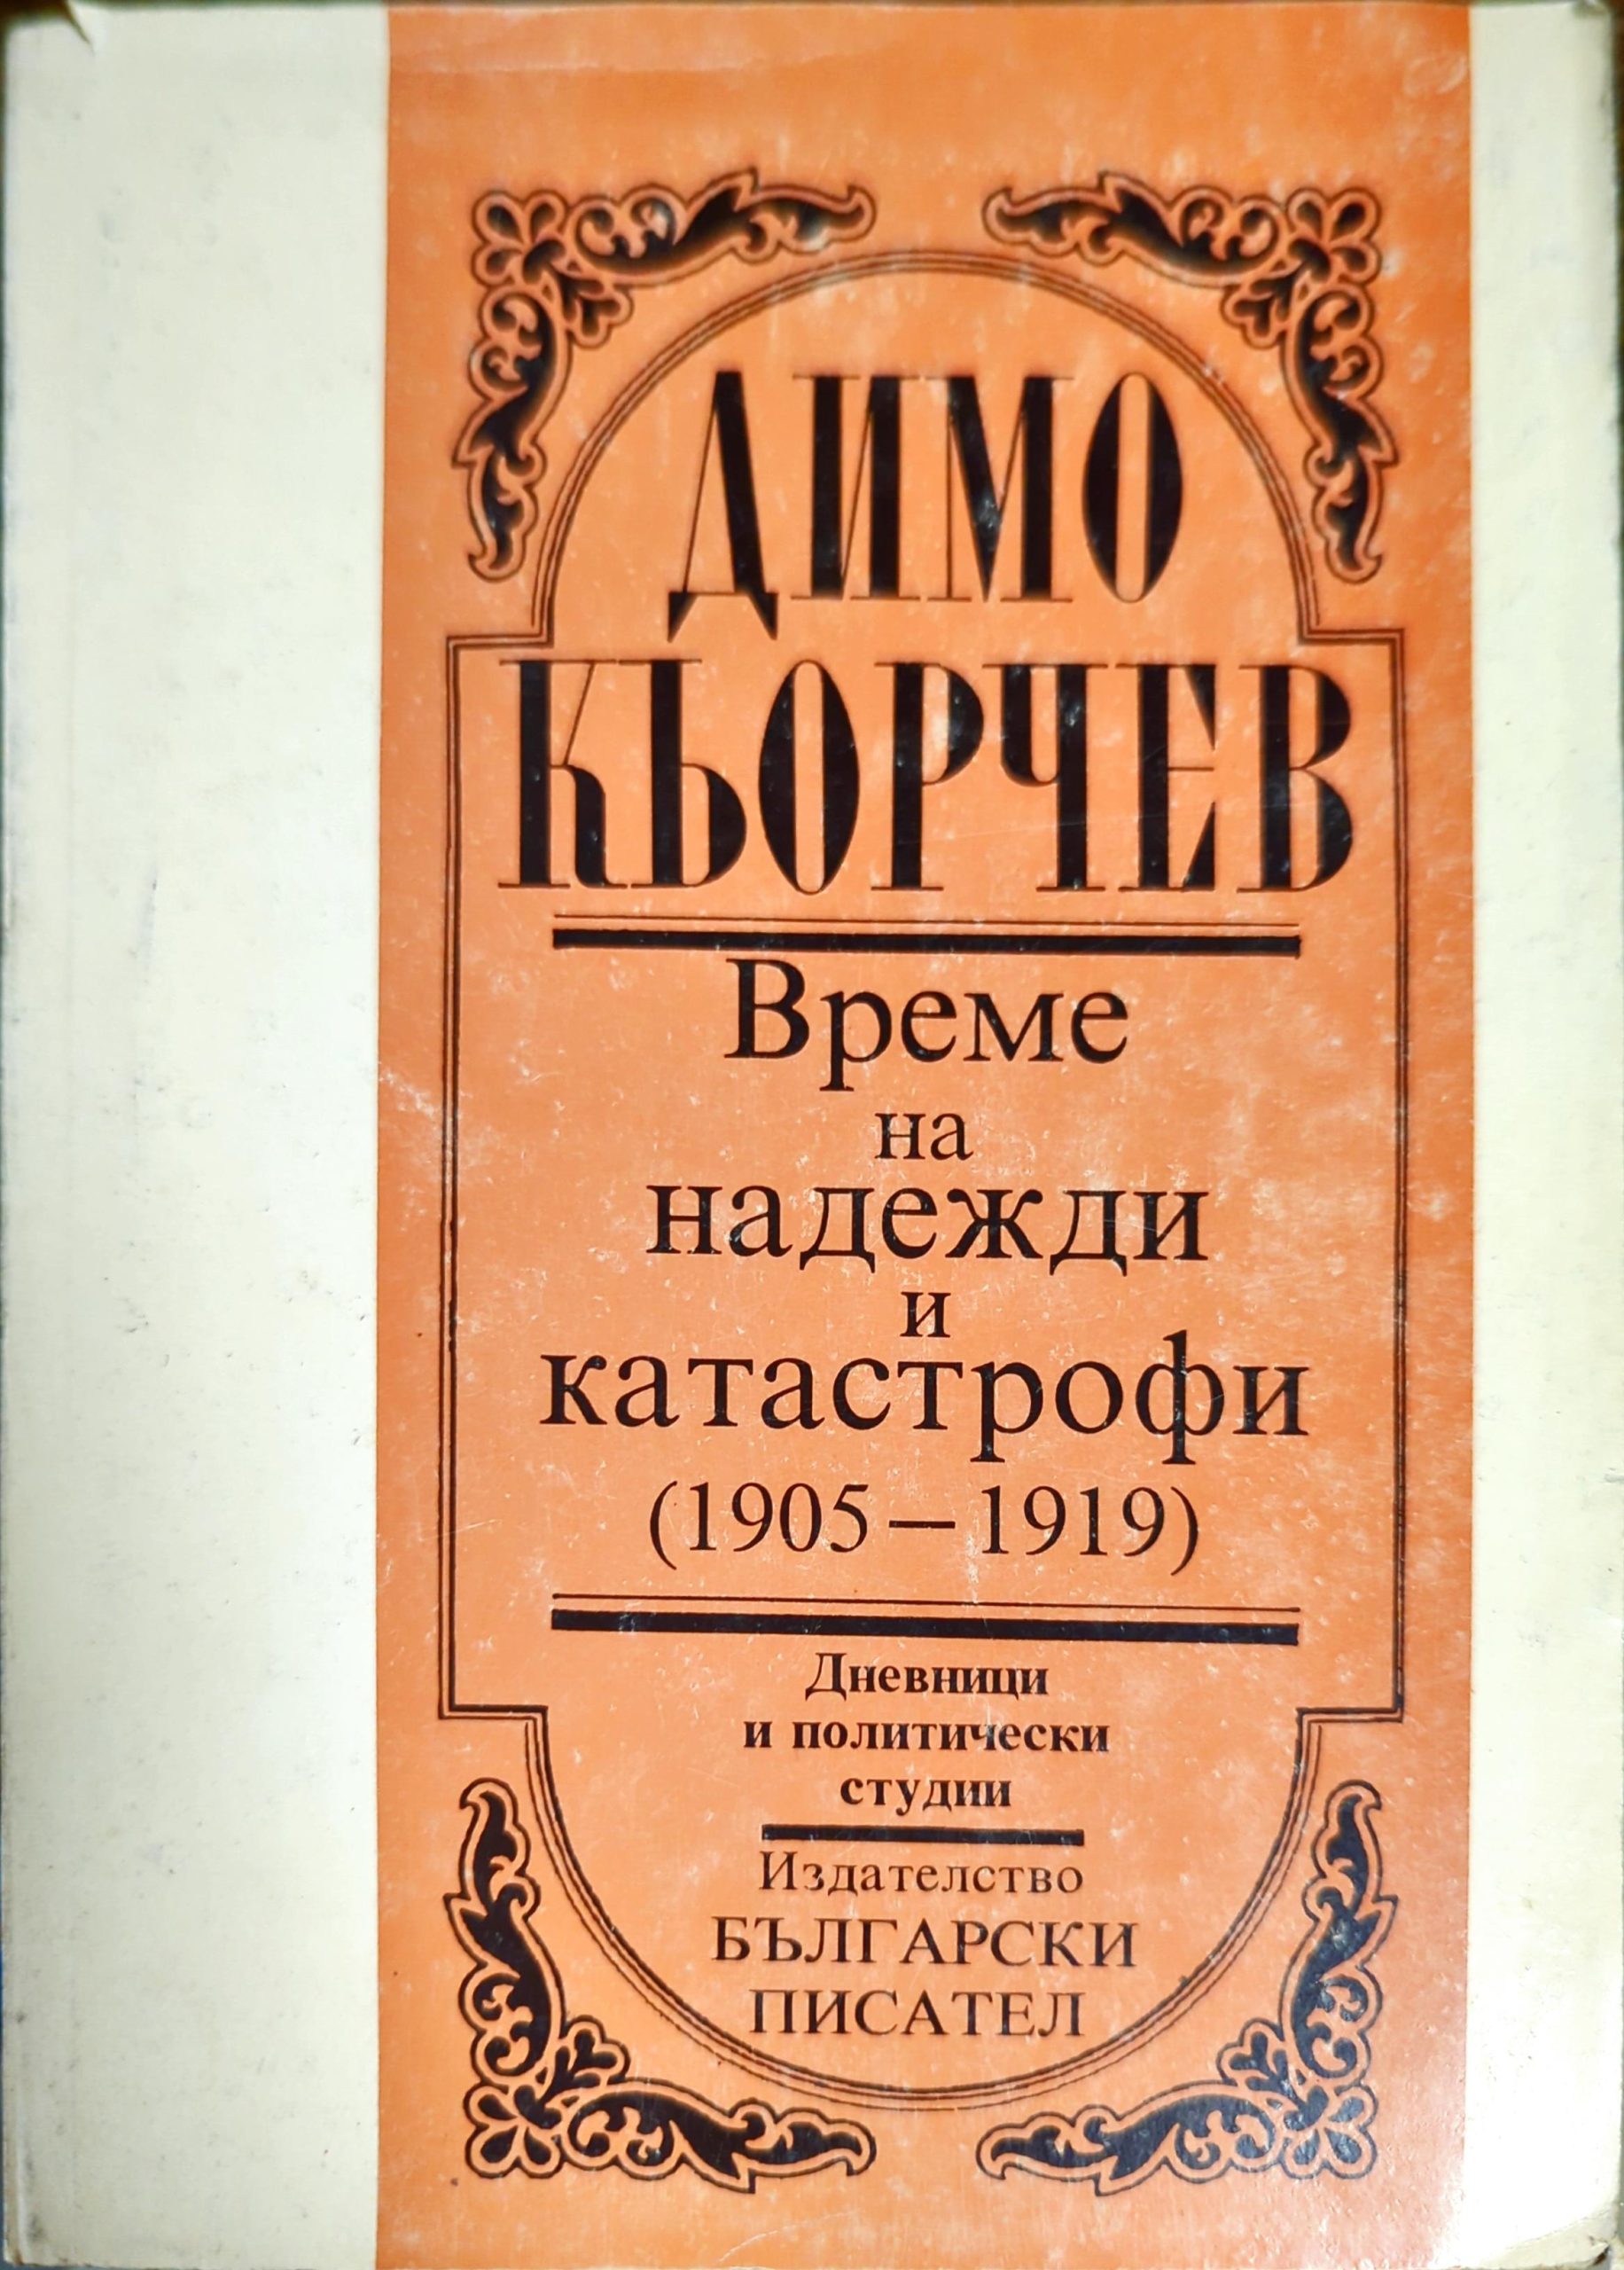 ДИМО
КЬОРЧЕВ
Време
на
надежди
и
катастрофи
(1905 — 1919)
Дневници
и политически
студии
Издателство
БЪЛГАРСКИ
ПИСАТЕЛ